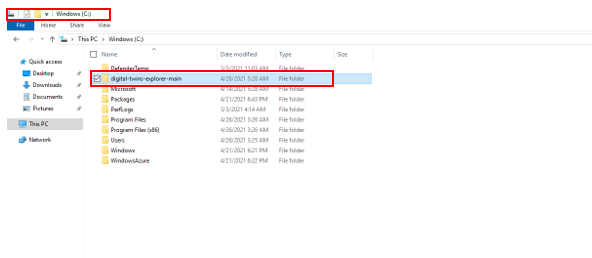 Windows (C:)
File Home Share View
This PC > Windows (C:)
Name Date modified Type Size
Quick access
Desktop
Downloads
Documents
Pictures
This PC
Network
DefenderTemp 3/3/2021 11:03 AM File folder
digital-twins-explorer-main 4/28/2021 3:28 AM File folder
Microsoft 4/14/2021 5:28 AM File folder
Packages 4/21/2021 6:43 PM File folder
PerfLogs 3/3/2021 4:14 AM File folder
Program Files 4/28/2021 3:26 AM File folder
Program Files (x86) 4/28/2021 3:26 AM File folder
Users 4/28/2021 3:25 AM File folder
Windows 4/21/2021 6:21 PM File folder
WindowsAzure 4/21/2021 6:22 PM File folder